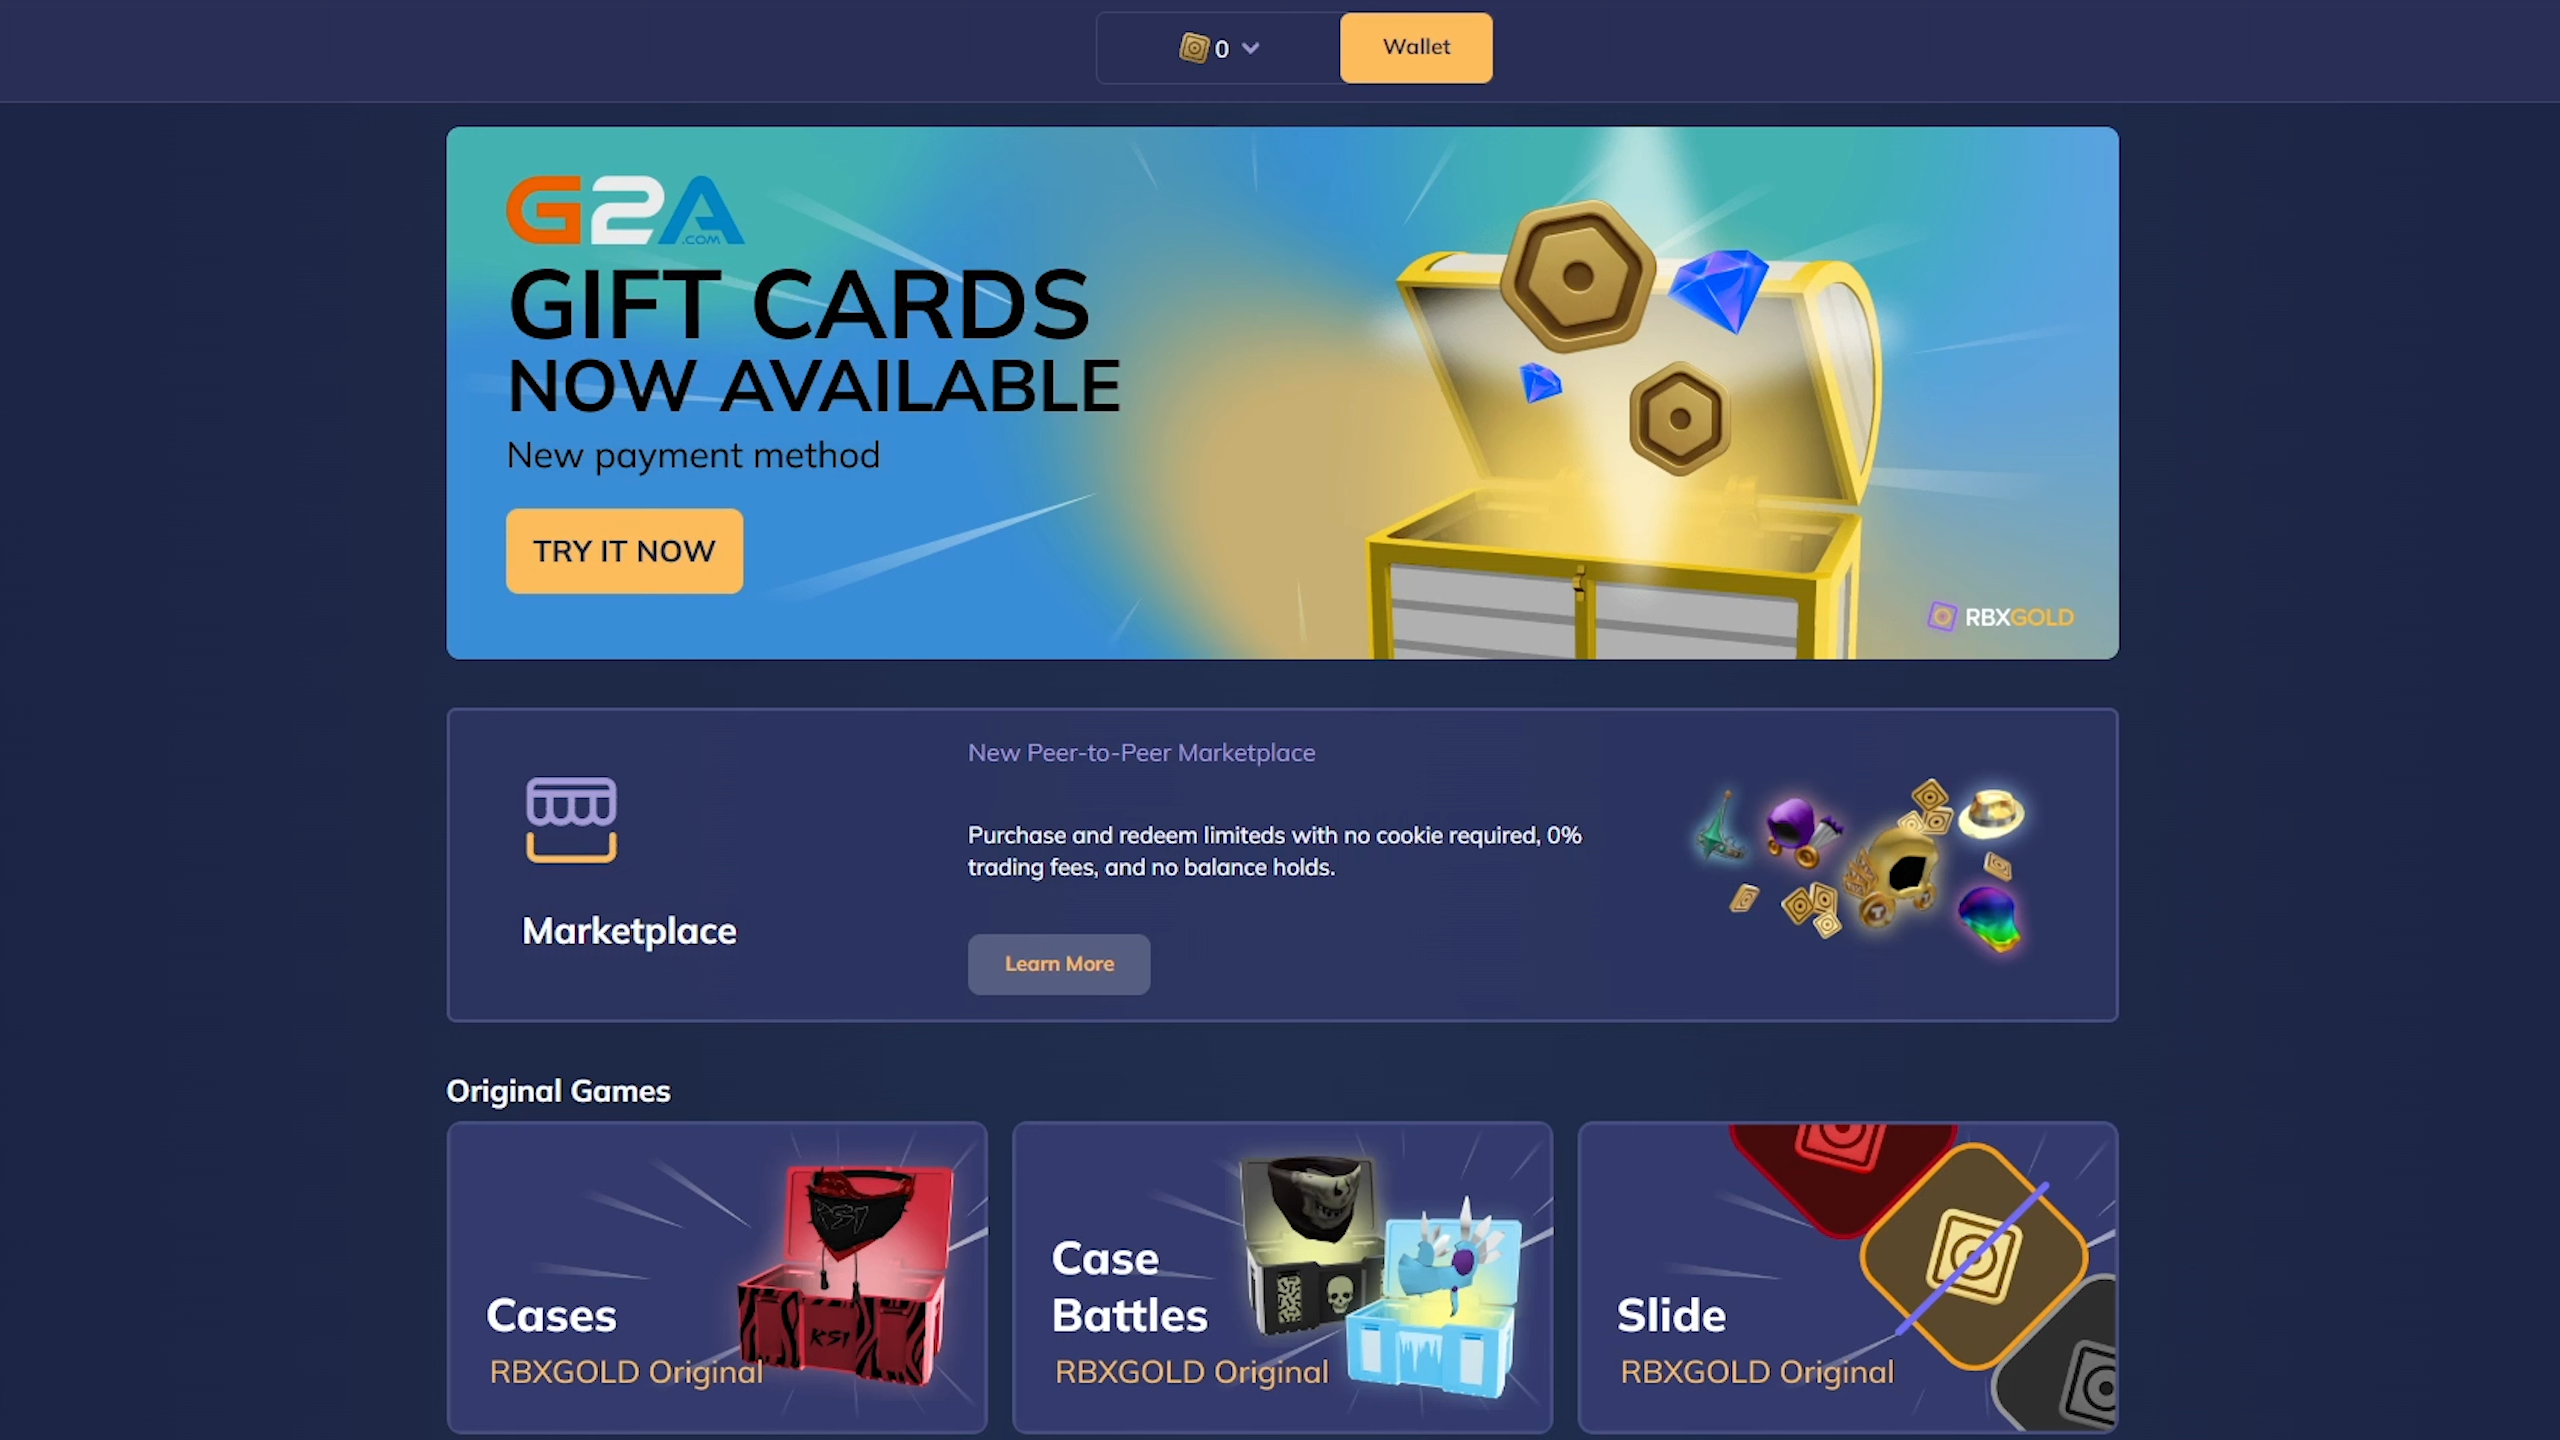 0
Wallet
G2A
.COM
GIFT CARDS
NOW AVAILABLE
New payment method
TRY IT NOW
RBXGOLD
New Peer-to-Peer Marketplace
Purchase and redeem limiteds with no cookie required, 0%
trading fees, and no balance holds.
Marketplace
Learn More
Original Games
KSI
KSI
Cases
RBXGOLD Original
Case
Battles
RBXGOLD Original
Slide
RBXGOLD Original